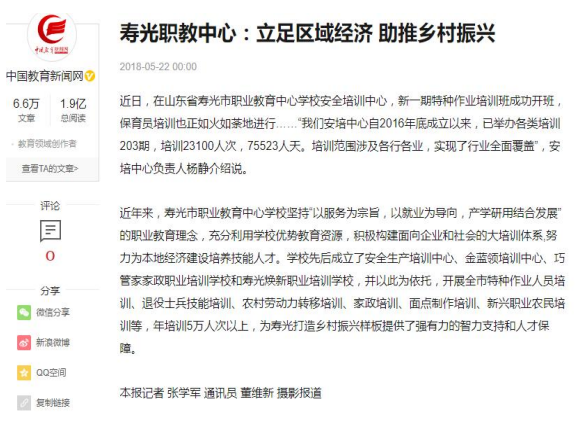 中国教育新闻网
中国教育新闻网
6.6万
文章
1.9亿
总阅读
· 教育领域创作者
查看TA的文章>
评论
0
分享
微信分享
新浪微博
QQ空间
复制链接
寿光职教中心：立足区域经济 助推乡村振兴
2018-05-22 00:00
近日，在山东省寿光市职业教育中心学校安全培训中心，新一期特种作业培训班成功开班，
保育员培训也正如火如荼地进行……“我们安培中心自2016年底成立以来，已举办各类培训
203期，培训23100人次，75523人天。培训范围涉及各行各业，实现了行业全面覆盖”，安
培中心负责人杨静介绍说。
近年来，寿光市职业教育中心学校坚持“以服务为宗旨，以就业为导向，产学研用结合发展”
的职业教育理念，充分利用学校优势教育资源，积极构建面向企业和社会的大培训体系,努
力为本地经济建设培养技能人才。学校先后成立了安全生产培训中心、金蓝领培训中心、巧
管家家政职业培训学校和寿光焕新职业培训学校，并以此为依托，开展全市特种作业人员培
训、退役士兵技能培训、农村劳动力转移培训、家政培训、面点制作培训、新兴职业农民培
训等，年培训5万人次以上，为寿光打造乡村振兴样板提供了强有力的智力支持和人才保
障。
本报记者 张学军 通讯员 董维新 摄影报道